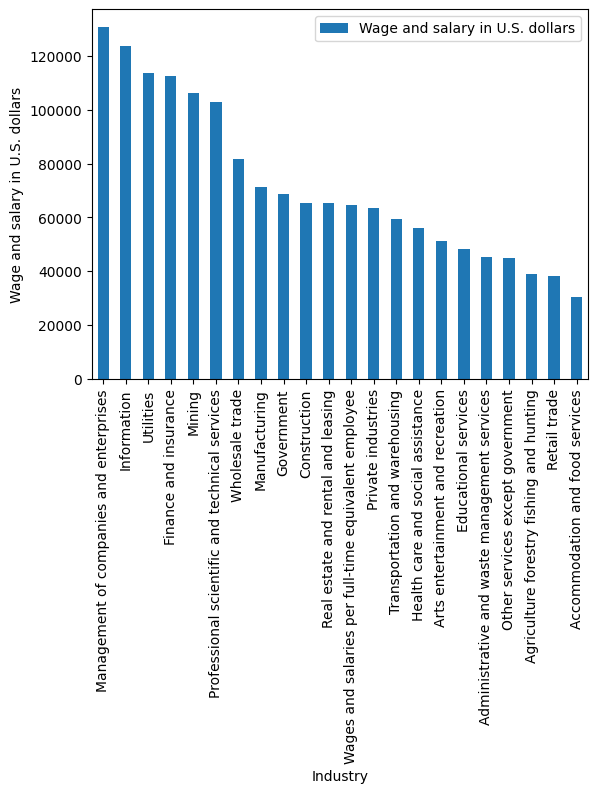 Wage and salary in U.S. dollars
Wage and salary in U.S. dollars
120000
100000
80000
60000
40000
20000
0
Management of companies and enterprises
Information
Utilities
Finance and insurance
Mining
Professional scientific and technical services
Wholesale trade
Manufacturing
Government
Construction
Real estate and rental and leasing
Wages and salaries per full-time equivalent employee
Private industries
Transportation and warehousing
Health care and social assistance
Arts entertainment and recreation
Educational services
Administrative and waste management services
Other services except government
Agriculture forestry fishing and hunting
Retail trade
Accommodation and food services
Industry